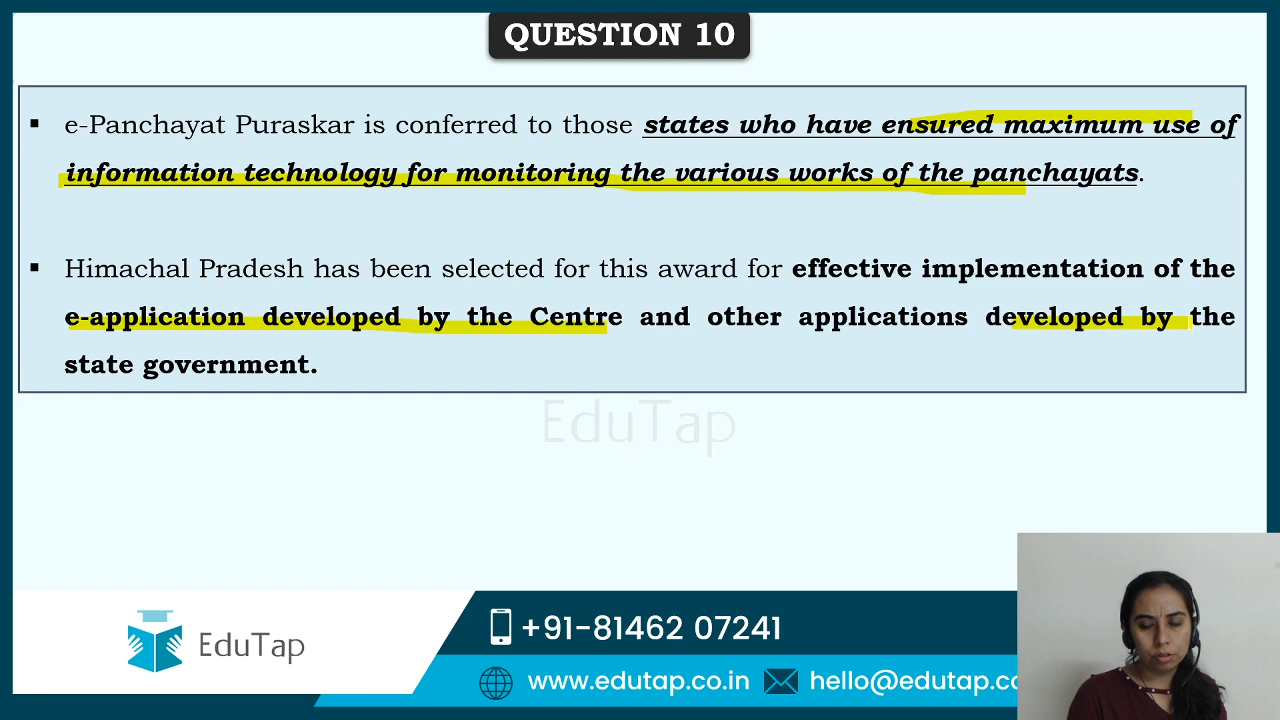 QUESTION 10
▪ e-Panchayat Puraskar is conferred to those states who have ensured maximum use of
information technology for monitoring the various works of the panchayats.
▪ Himachal Pradesh has been selected for this award for effective implementation of the
e-application developed by the Centre and other applications developed by the
state government.
EduTap
EduTap
+91-81462 07241
www.edutap.co.in hello@edutap.co